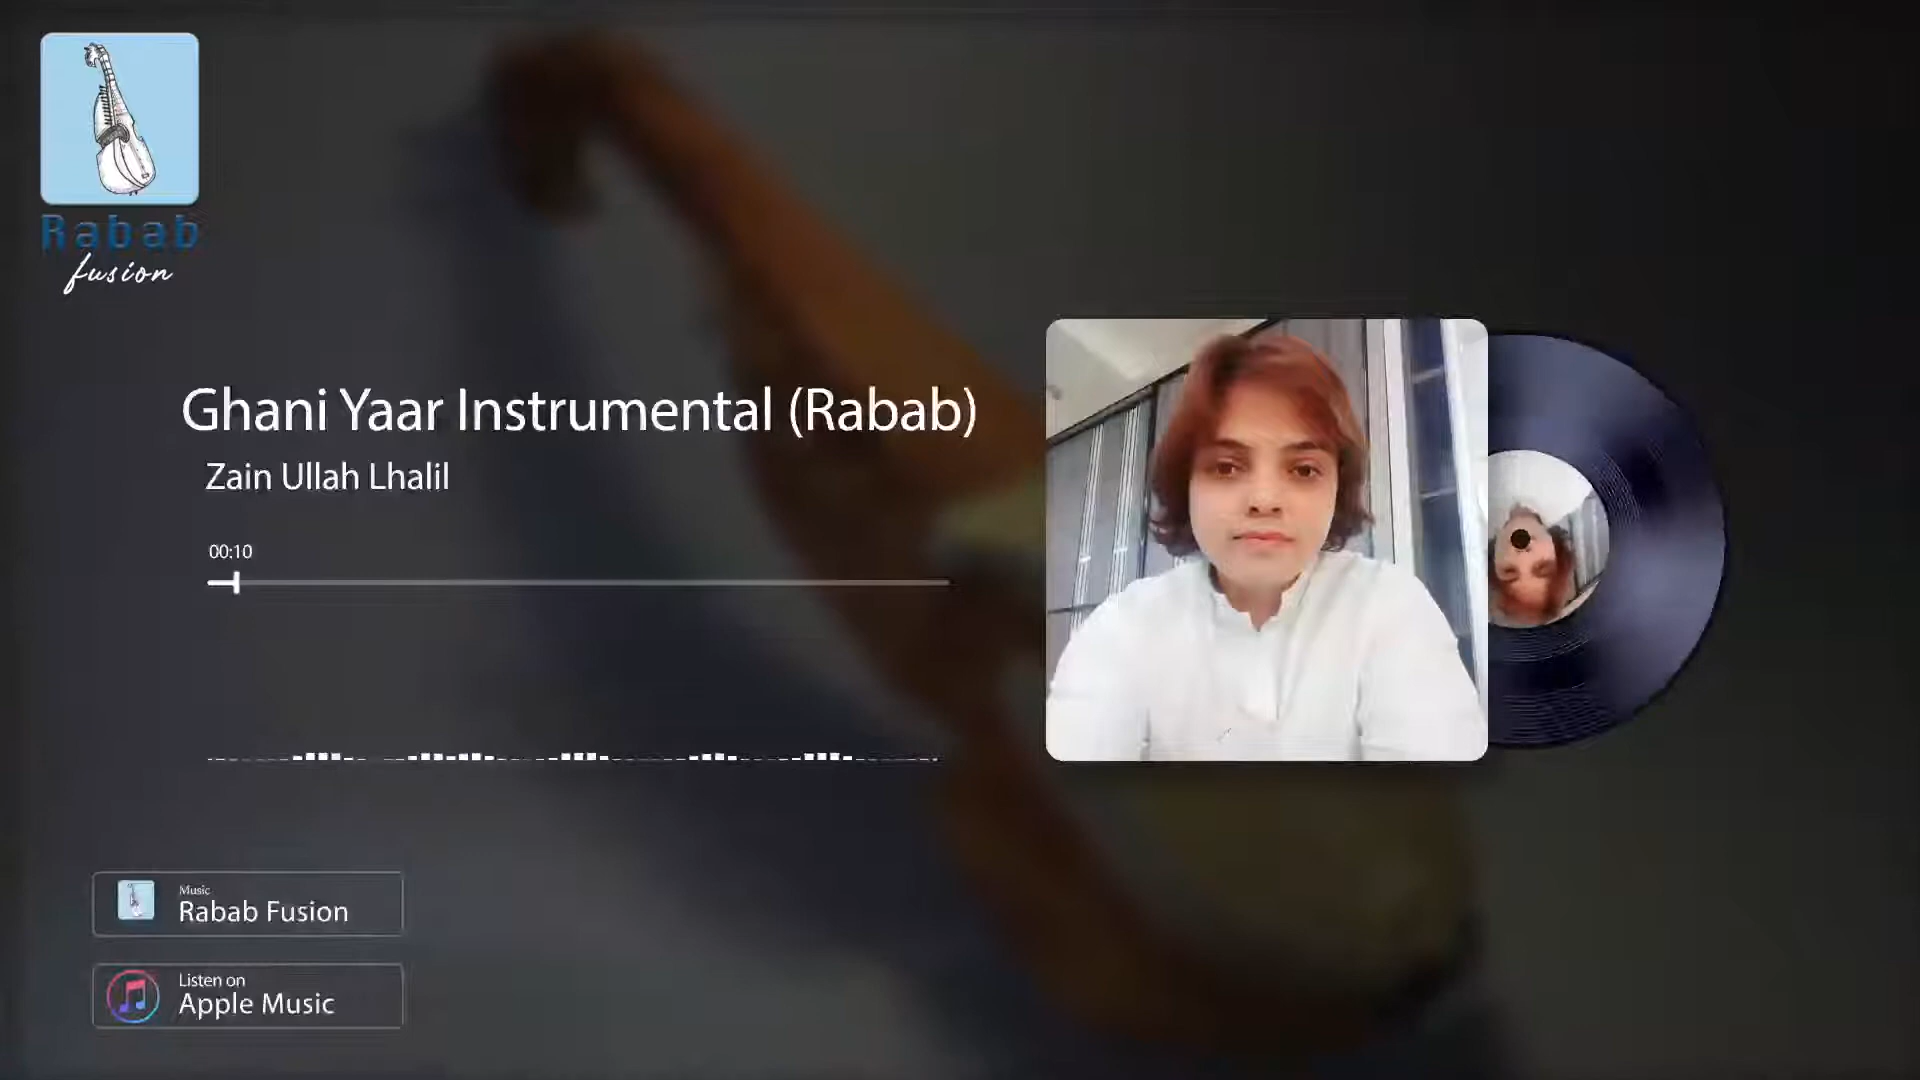 Rabab
fusion
Ghani Yaar Instrumental (Rabab)
Zain Ullah Lhalil
00:10
Music
Rabab Fusion
Listen on
Apple Music